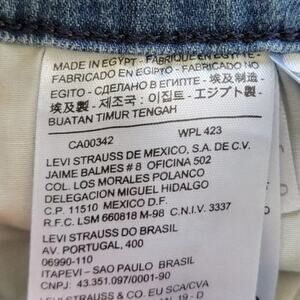 MADE IN EGYPT - FABRIQUÉ EN EGYPTE -
FABRICADO EN EGIPTO - FABRICADO NO
EGITO - СДЕЛАНО В ЕГИПТЕ - 埃及製 -
埃及制 - 제조국 : 이집트 - エジプト製 -
BUATAN TIMUR TENGAH
CA00342 WPL 423
LEVI STRAUSS DE MEXICO, S.A. DE C.V.
JAIME BALMES # 8 OFICINA 502
COL. LOS MORALES POLANCO
DELEGACION MIGUEL HIDALGO
C.P. 11510 MEXICO D.F.
R.F.C. LSM 660818 M-98 C.N.I.V. 3337
LEVI STRAUSS DO BRASIL
AV. PORTUGAL, 400
06990-110
ITAPEVI – SAO PAULO BRASIL
CNPJ: 43.351.097/0001-90
LEVI STRAUSS & CO. EU SCA/CVA